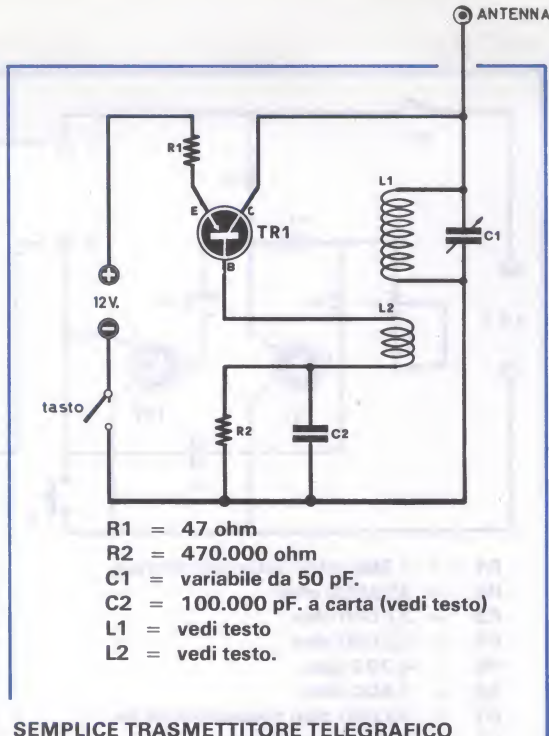 ANTENNA
R1
L1
E
C
TR1
C1
B
12V.
L2
tasto
R2
C2
R1 = 47 ohm
R2 = 470.000 ohm
C1 = variabile da 50 pF.
C2 = 100.000 pF. a carta (vedi testo)
L1 = vedi testo
L2 = vedi testo.
SEMPLICE TRASMETTITORE TELEGRAFICO